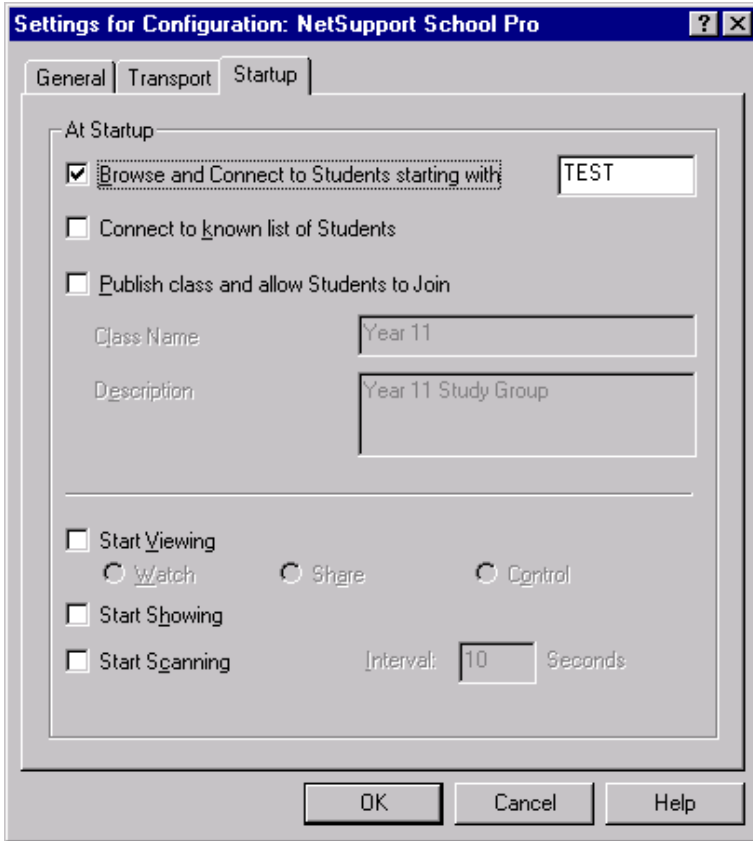 Settings for Configuration: NetSupport School Pro
General Transport Startup
At Startup
Browse and Connect to Students starting with TEST
Connect to known list of Students
Publish class and allow Students to Join
Class Name Year 11
Description Year 11 Study Group
Start Viewing
Watch Share Control
Start Showing
Start Scanning Interval: 10 Seconds
OK Cancel Help